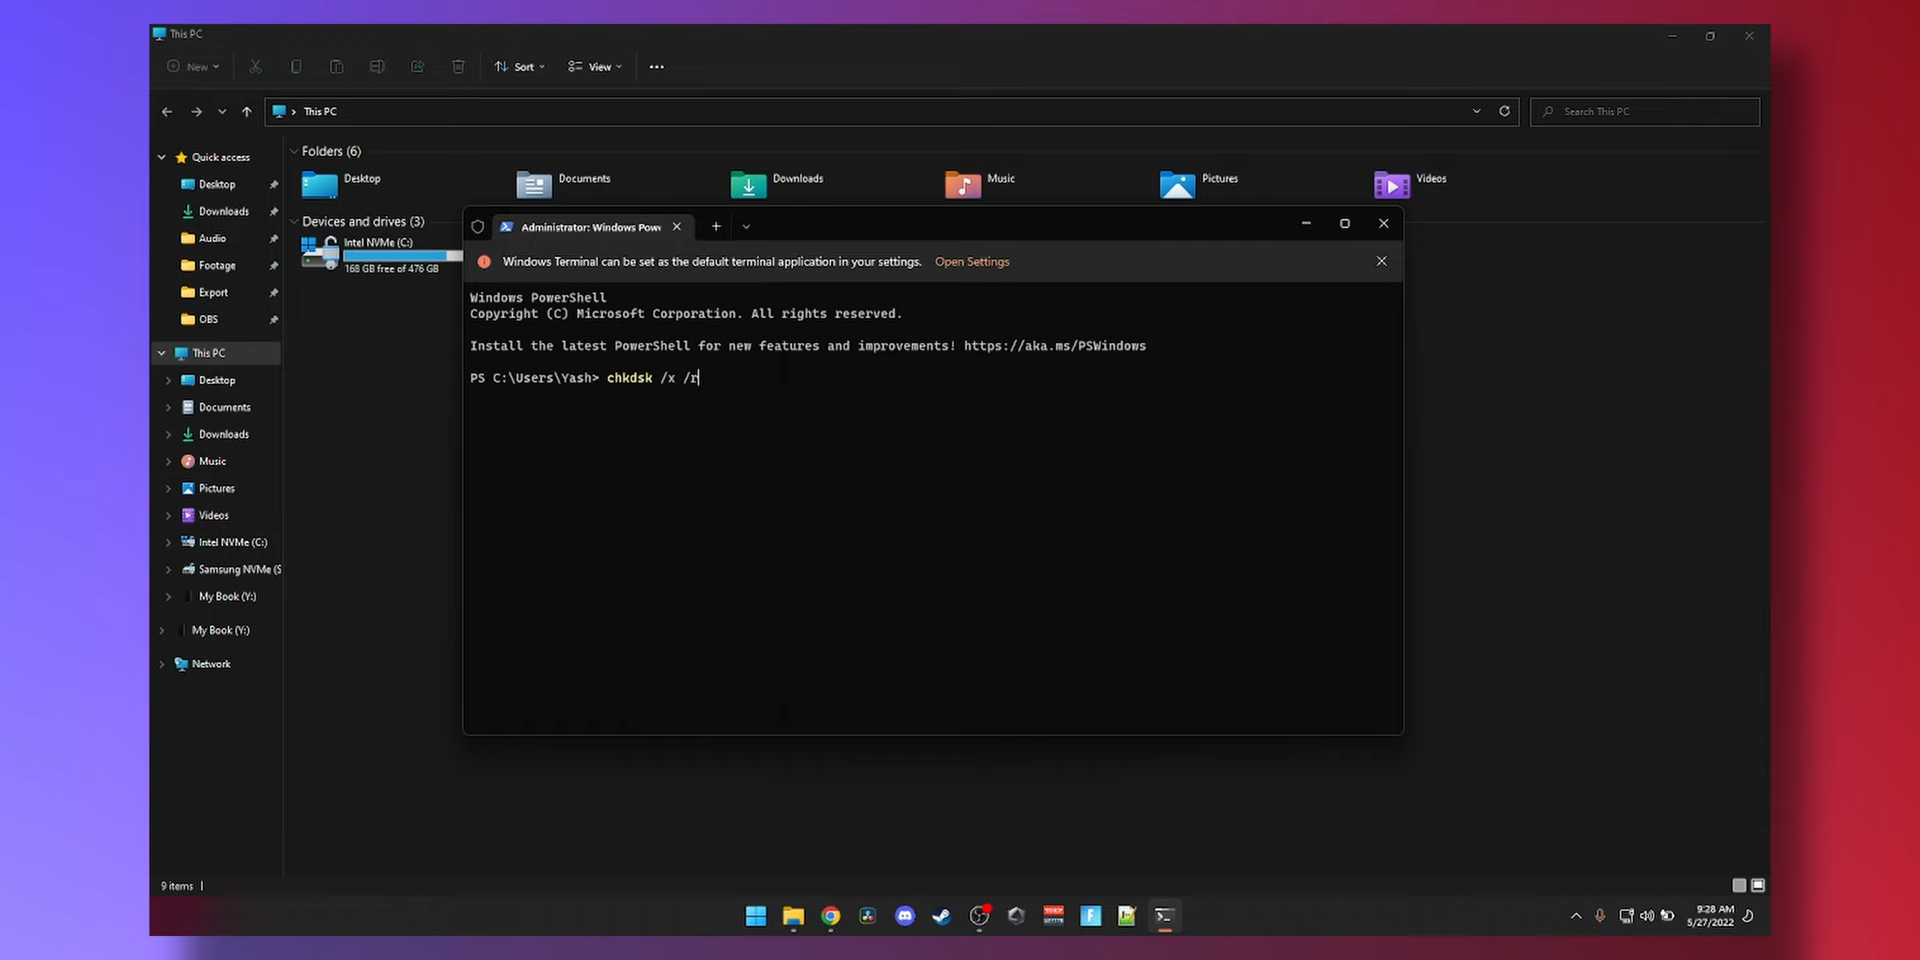 This PC
New
Sort
View
This PC
Search This PC
Quick access
Desktop
Downloads
Audio
Footage
Export
OBS
This PC
Desktop
Documents
Downloads
Music
Pictures
Videos
Intel NVMe (C:)
Samsung NVMe (S
My Book (Y:)
My Book (Y:)
Network
Folders (6)
Desktop
Documents
Downloads
Music
Pictures
Videos
Devices and drives (3)
Intel NVMe (C:)
168 GB free of 476 GB
Administrator: Windows Pow
Windows Terminal can be set as the default terminal application in your settings. Open Settings
Windows PowerShell
Copyright (C) Microsoft Corporation. All rights reserved.
Install the latest PowerShell for new features and improvements! https://aka.ms/PSWindows
PS C:\Users\Yash> chkdsk /x /r
9 items
9:28 AM
5/27/2022